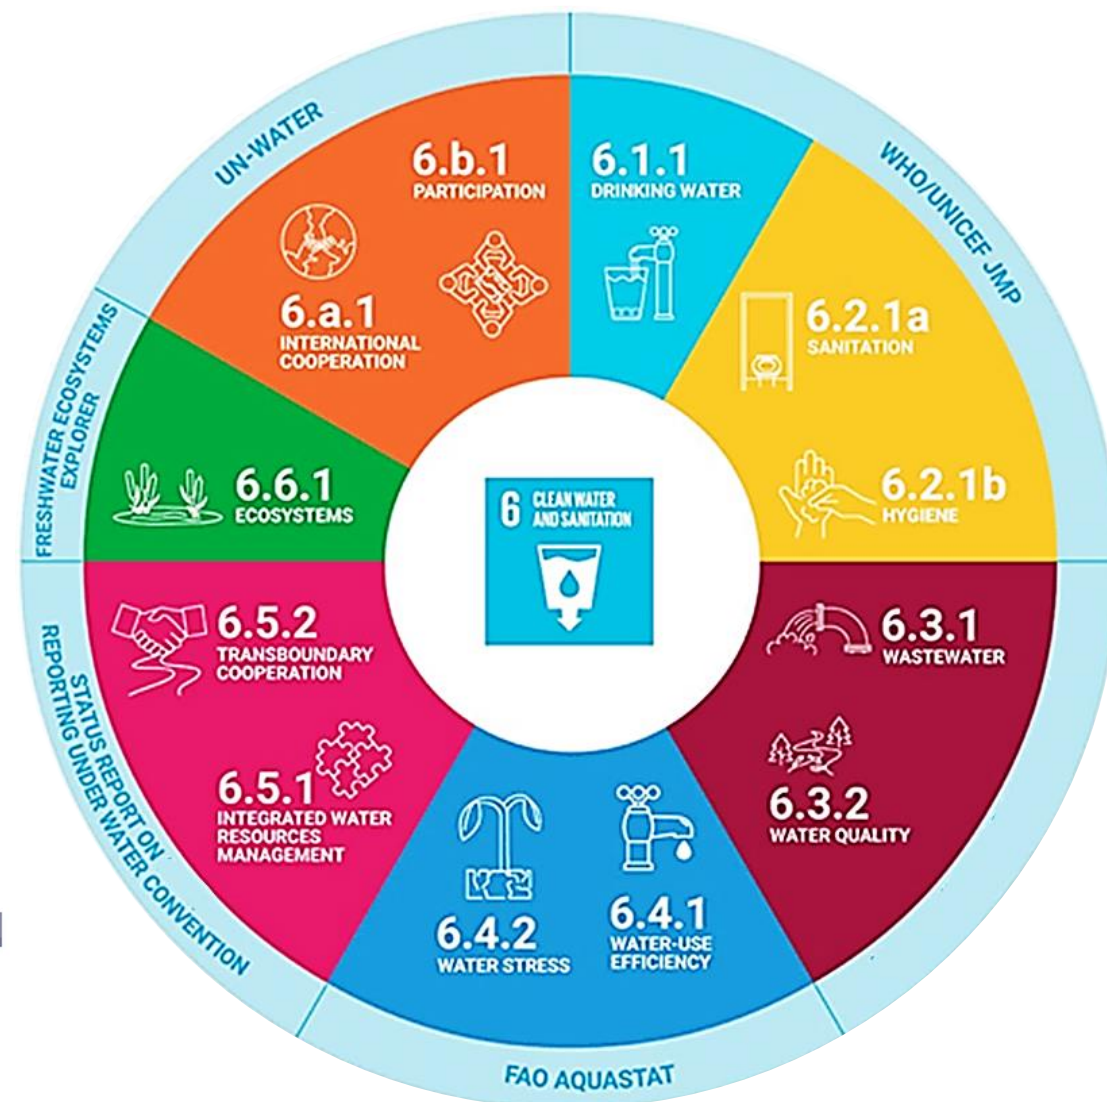 UN-WATER
WHO/UNICEF JMP
6.b.1
PARTICIPATION
6.1.1
DRINKING WATER
6.a.1
INTERNATIONAL
COOPERATION
6.2.1a
SANITATION
FRESHWATER ECOSYSTEMS
EXPLORER
6.6.1
ECOSYSTEMS
6.2.1b
HYGIENE
6 CLEAN WATER
AND SANITATION
6.5.2
TRANSBOUNDARY
COOPERATION
6.3.1
WASTEWATER
STATUS REPORT ON
REPORTING UNDER WATER CONVENTION
6.5.1
INTEGRATED WATER
RESOURCES
MANAGEMENT
6.3.2
WATER QUALITY
6.4.2
WATER STRESS
6.4.1
WATER-USE
EFFICIENCY
FAO AQUASTAT